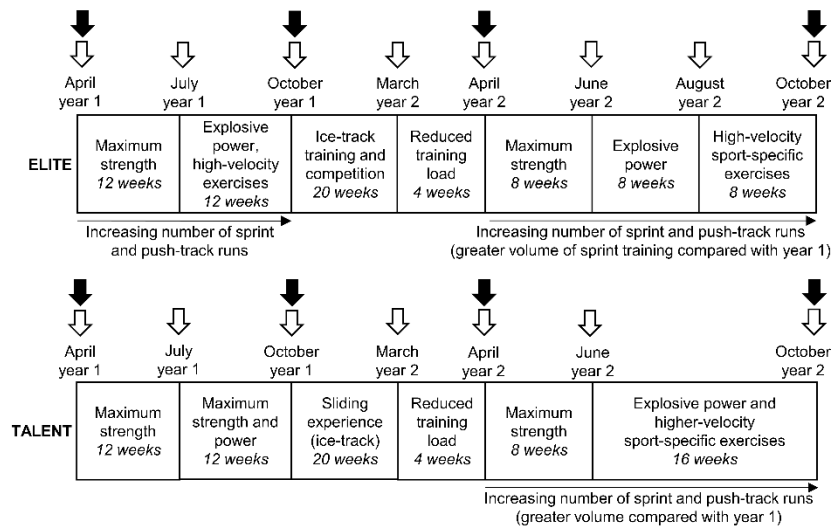 April
year 1
July
year 1
October
year 1
March
year 2
April
year 2
June
year 2
August
year 2
October
year 2
ELITE
Maximum
strength
12 weeks
Explosive
power,
high-velocity
exercises
12 weeks
Ice-track
training and
competition
20 weeks
Reduced
training
load
4 weeks
Maximum
strength
8 weeks
Explosive
power
8 weeks
High-velocity
sport-specific
exercises
8 weeks
Increasing number of sprint
and push-track runs
Increasing number of sprint and push-track runs
(greater volume of sprint training compared with year 1)
April
year 1
July
year 1
October
year 1
March
year 2
April
year 2
June
year 2
October
year 2
TALENT
Maximum
strength
12 weeks
Maximum
strength and
power
12 weeks
Sliding
experience
(ice-track)
20 weeks
Reduced
training
load
4 weeks
Maximum
strength
8 weeks
Explosive power and
higher-velocity
sport-specific exercises
16 weeks
Increasing number of sprint and push-track runs
(greater volume compared with year 1)